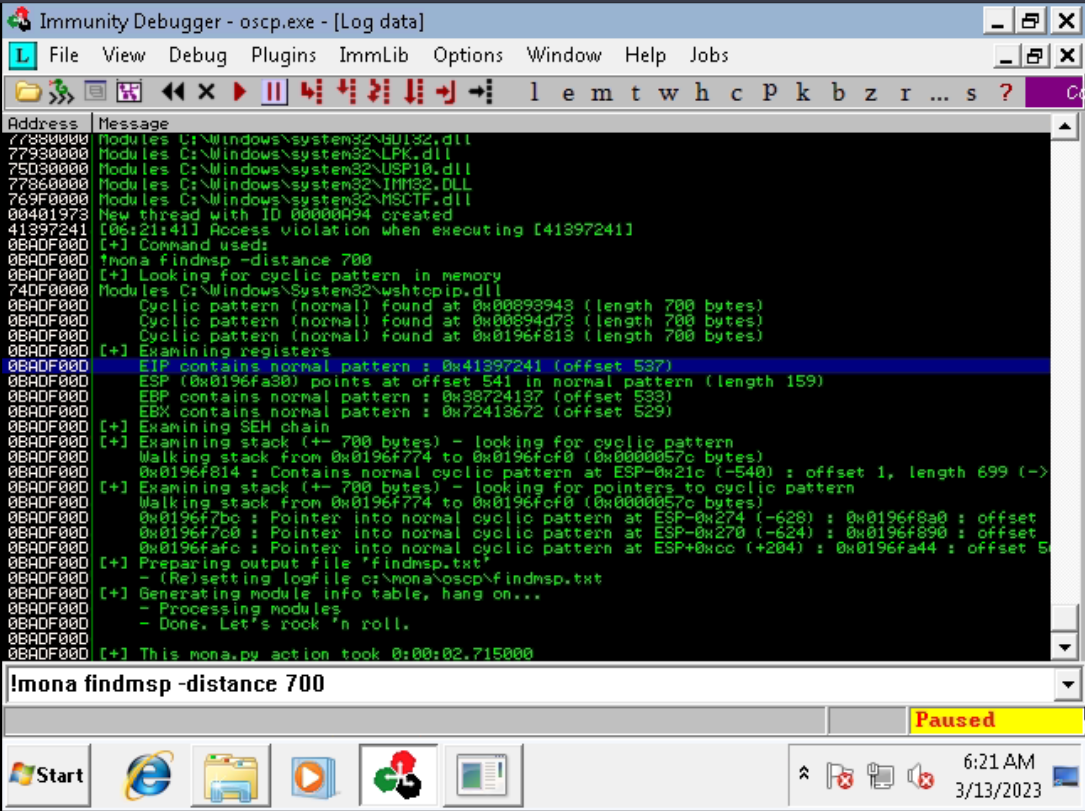 Immunity Debugger - oscp.exe - [Log data]
L File View Debug Plugins ImmLib Options Window Help Jobs
l e m t w h c P k b z r ... s ?
Address Message
77880000 Modules C:\Windows\system32\GDI32.dll
77930000 Modules C:\Windows\system32\LPK.dll
75D30000 Modules C:\Windows\system32\USP10.dll
77860000 Modules C:\Windows\system32\IMM32.DLL
769F0000 Modules C:\Windows\system32\MSCTF.dll
00401973 New thread with ID 00000A94 created
41397241 [06:21:41] Access violation when executing [41397241]
0BADF00D [+] Command used:
0BADF00D !mona findmsp -distance 700
0BADF00D [+] Looking for cyclic pattern in memory
74DF0000 Modules C:\Windows\System32\wshtcpip.dll
0BADF00D Cyclic pattern (normal) found at 0x00893943 (length 700 bytes)
0BADF00D Cyclic pattern (normal) found at 0x00894d73 (length 700 bytes)
0BADF00D Cyclic pattern (normal) found at 0x0196f813 (length 700 bytes)
0BADF00D [+] Examining registers
0BADF00D EIP contains normal pattern : 0x41397241 (offset 537)
0BADF00D ESP (0x0196fa30) points at offset 541 in normal pattern (length 159)
0BADF00D EBP contains normal pattern : 0x38724137 (offset 533)
0BADF00D EBX contains normal pattern : 0x72413672 (offset 529)
0BADF00D [+] Examining SEH chain
0BADF00D [+] Examining stack (+- 700 bytes) - looking for cyclic pattern
0BADF00D Walking stack from 0x0196f774 to 0x0196fcf0 (0x0000057c bytes)
0BADF00D 0x0196f814 : Contains normal cyclic pattern at ESP-0x21c (-540) : offset 1, length 699 (->
0BADF00D [+] Examining stack (+- 700 bytes) - looking for pointers to cyclic pattern
0BADF00D Walking stack from 0x0196f774 to 0x0196fcf0 (0x0000057c bytes)
0BADF00D 0x0196f7bc : Pointer into normal cyclic pattern at ESP-0x274 (-628) : 0x0196f8a0 : offset
0BADF00D 0x0196f7c0 : Pointer into normal cyclic pattern at ESP-0x270 (-624) : 0x0196f890 : offset
0BADF00D 0x0196fafc : Pointer into normal cyclic pattern at ESP+0xcc (+204) : 0x0196fa44 : offset
0BADF00D [+] Preparing output file 'findmsp.txt'
0BADF00D - (Re)setting logfile c:\mona\oscp\findmsp.txt
0BADF00D [+] Generating module info table, hang on...
0BADF00D - Processing modules
0BADF00D - Done. Let's rock 'n roll.
0BADF00D
0BADF00D [+] This mona.py action took 0:00:02.715000
!mona findmsp -distance 700
Paused
Start
6:21 AM
3/13/2023